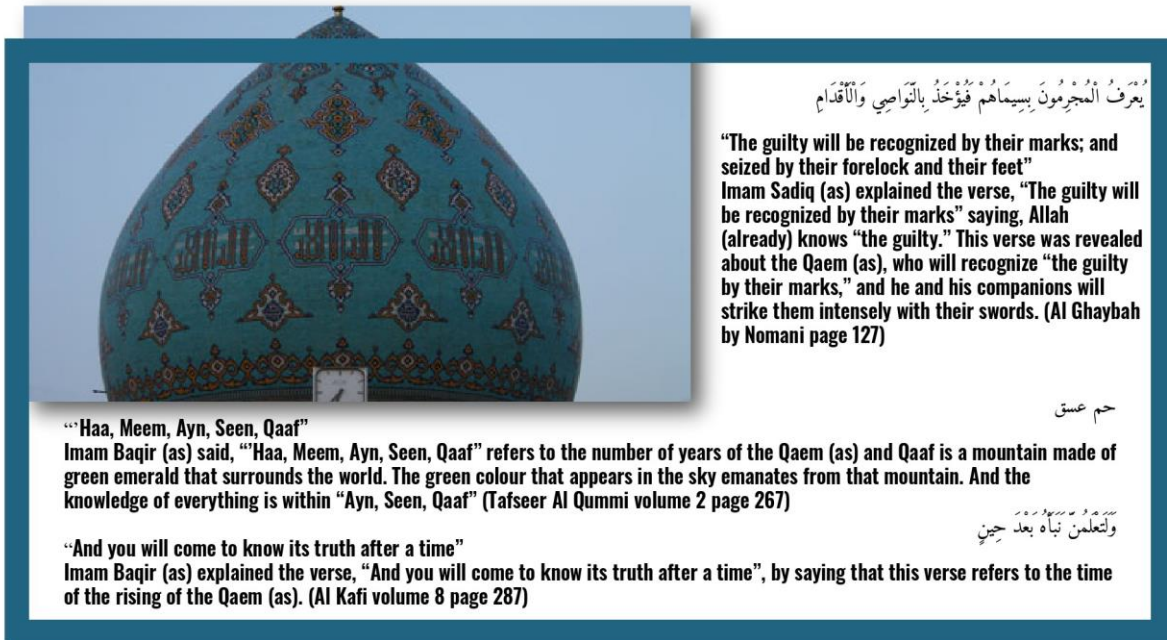 يُعْرَفُ الْمُجْرِمُونَ بِسِيمَاهُمْ فَيُؤْخَذُ بِالنَّوَاصِي وَالْأَقْدَامِ
“The guilty will be recognized by their marks; and
seized by their forelock and their feet”
Imam Sadiq (as) explained the verse, “The guilty will
be recognized by their marks” saying, Allah
(already) knows “the guilty.” This verse was revealed
about the Qaem (as), who will recognize “the guilty
by their marks,” and he and his companions will
strike them intensely with their swords. (Al Ghaybah
by Nomani page 127)
حم عسق
“’Haa, Meem, Ayn, Seen, Qaaf”
Imam Baqir (as) said, “’Haa, Meem, Ayn, Seen, Qaaf” refers to the number of years of the Qaem (as) and Qaaf is a mountain made of
green emerald that surrounds the world. The green colour that appears in the sky emanates from that mountain. And the
knowledge of everything is within “Ayn, Seen, Qaaf” (Tafseer Al Qummi volume 2 page 267)
وَلَتَعْلَمُنَّ نَبَأَهُ بَعْدَ حِينٍ
“And you will come to know its truth after a time”
Imam Baqir (as) explained the verse, “And you will come to know its truth after a time”, by saying that this verse refers to the time
of the rising of the Qaem (as). (Al Kafi volume 8 page 287)